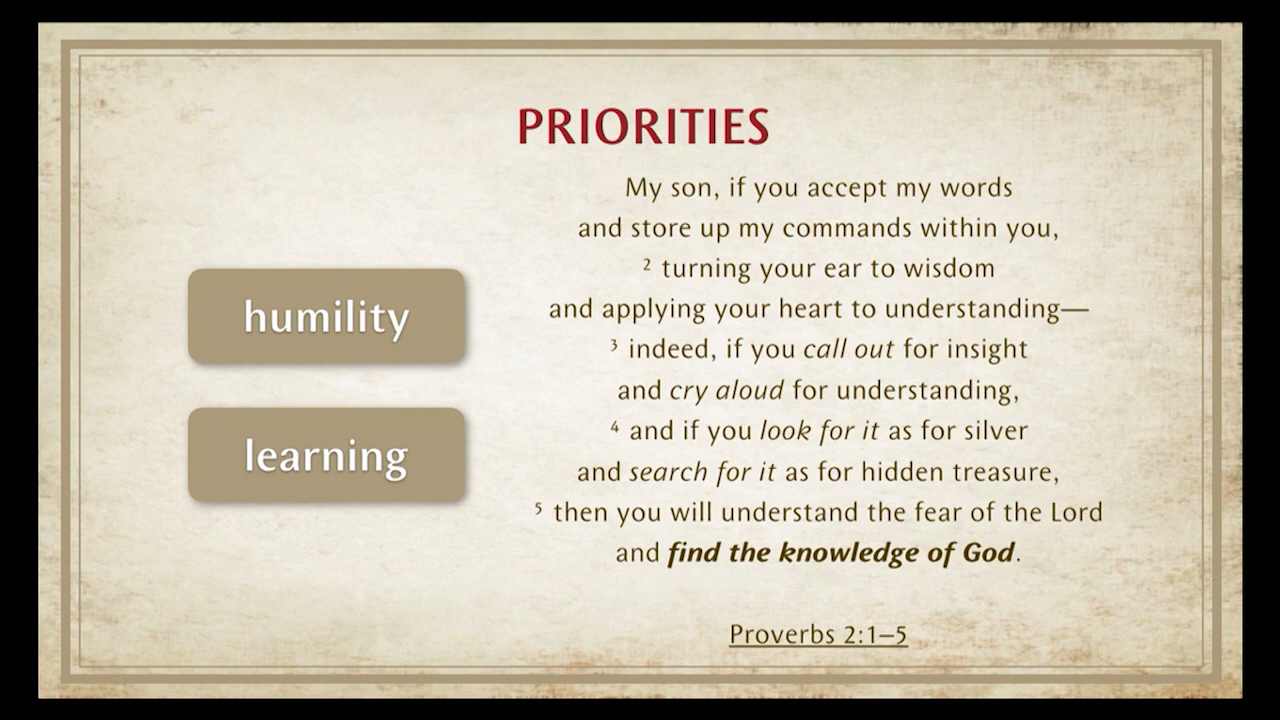 PRIORITIES
humility
learning
My son, if you accept my words
and store up my commands within you,
² turning your ear to wisdom
and applying your heart to understanding—
³ indeed, if you call out for insight
and cry aloud for understanding,
⁴ and if you look for it as for silver
and search for it as for hidden treasure,
⁵ then you will understand the fear of the Lord
and find the knowledge of God.
Proverbs 2:1–5